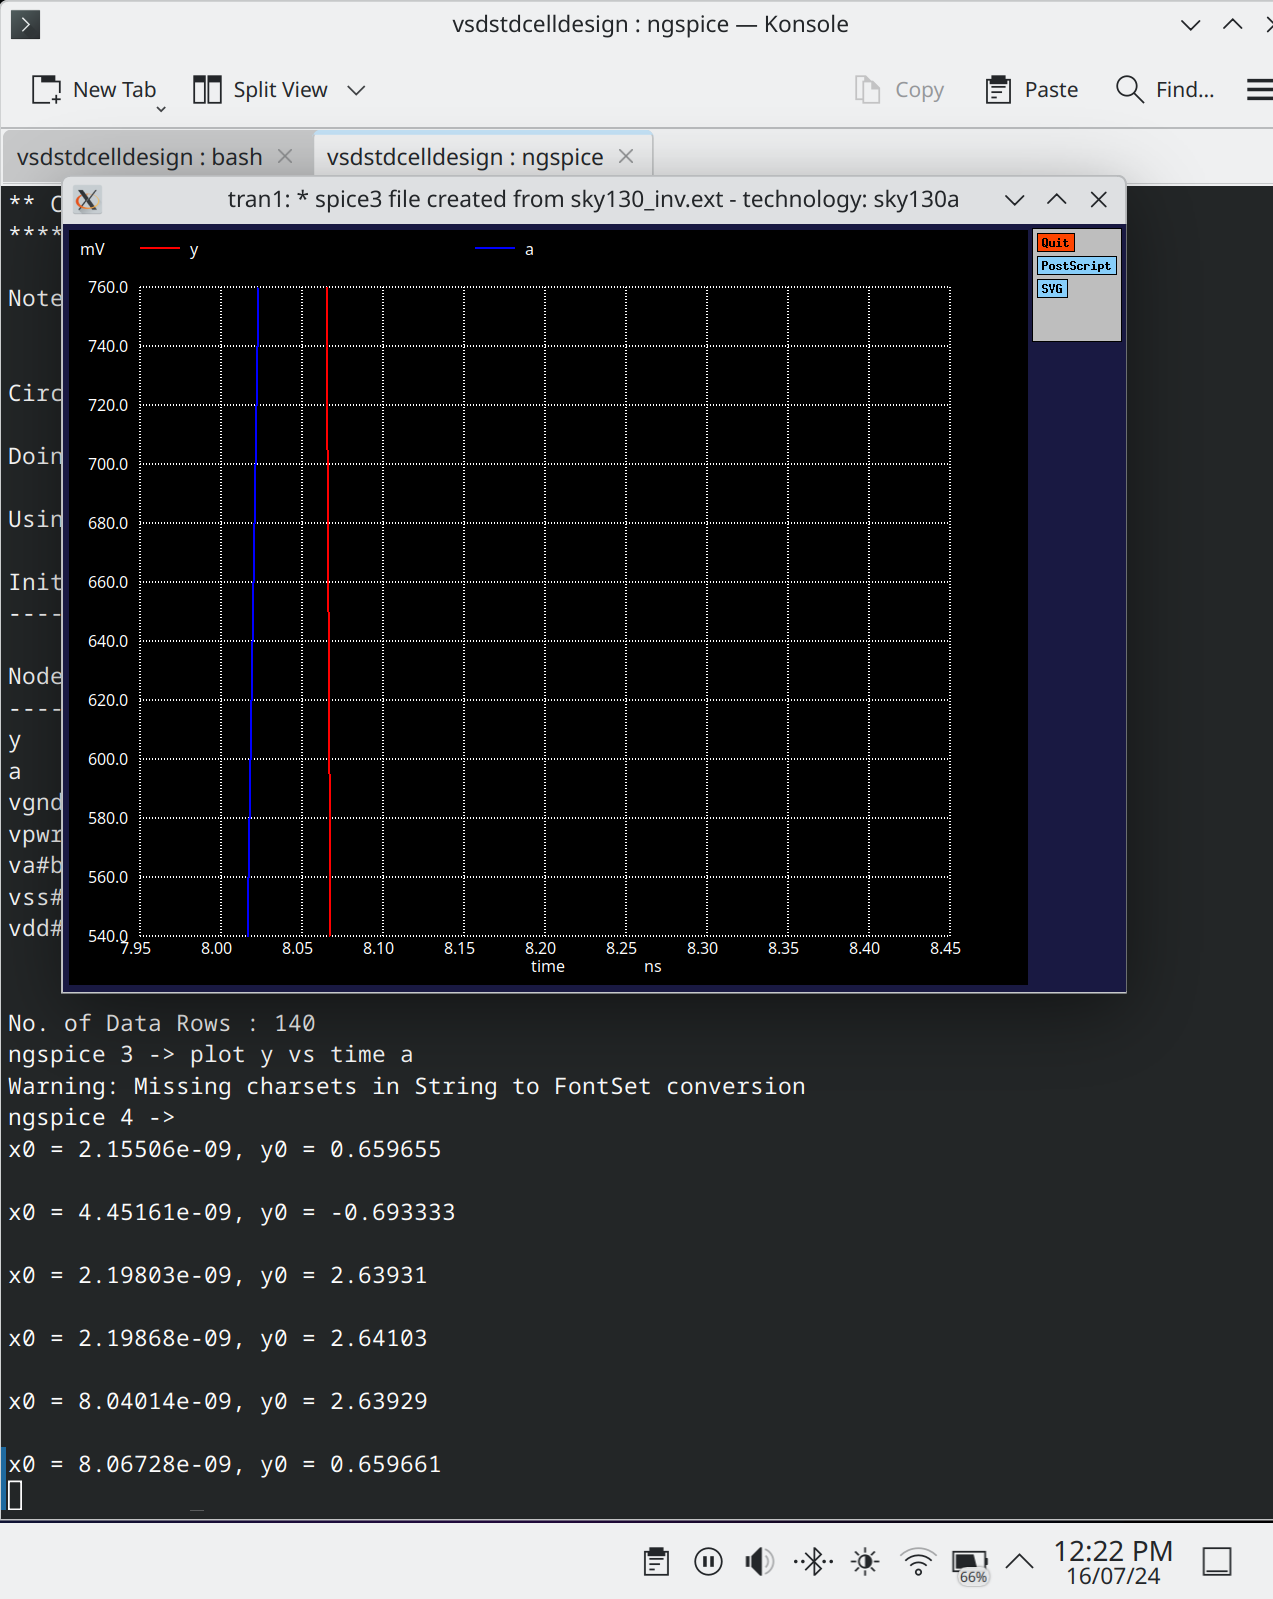 vsdstdcelldesign : ngspice — Konsole
New Tab Split View Copy Paste Find...
vsdstdcelldesign : bash vsdstdcelldesign : ngspice
tran1: * spice3 file created from sky130_inv.ext - technology: sky130a
** C
****
Note
Circ
Doin
Usin
Init
----
Node
----
y
a
vgnd
vpwr
va#b
vss#
vdd#
mV y a
Quit
PostScript
SVG
760.0
740.0
720.0
700.0
680.0
660.0
640.0
620.0
600.0
580.0
560.0
540.0
7.95 8.00 8.05 8.10 8.15 8.20 8.25 8.30 8.35 8.40 8.45
time ns
No. of Data Rows : 140
ngspice 3 -> plot y vs time a
Warning: Missing charsets in String to FontSet conversion
ngspice 4 ->
x0 = 2.15506e-09, y0 = 0.659655
x0 = 4.45161e-09, y0 = -0.693333
x0 = 2.19803e-09, y0 = 2.63931
x0 = 2.19868e-09, y0 = 2.64103
x0 = 8.04014e-09, y0 = 2.63929
x0 = 8.06728e-09, y0 = 0.659661
66%
12:22 PM
16/07/24